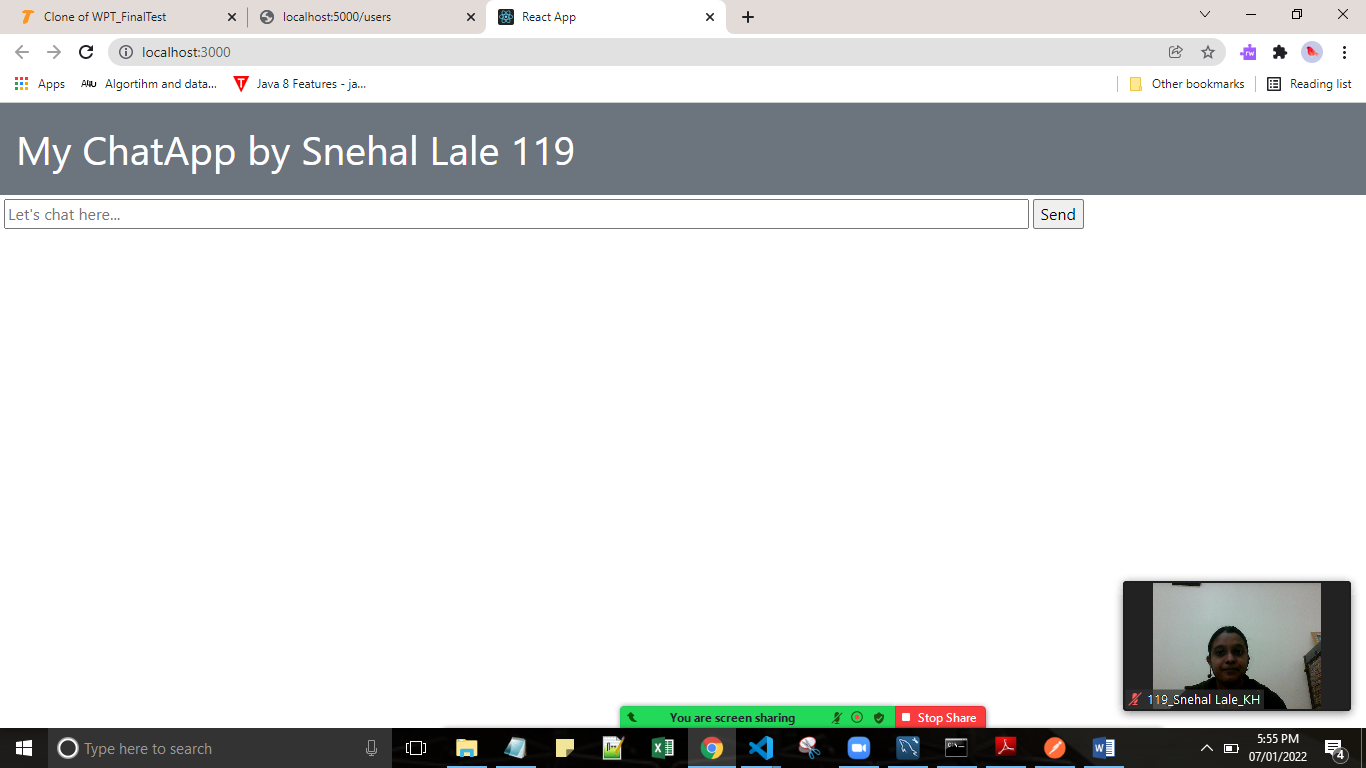 Clone of WPT_FinalTest
localhost:5000/users
React App
localhost:3000
rw
Apps
Algortihm and data...
Java 8 Features - ja...
Other bookmarks
Reading list
My ChatApp by Snehal Lale 119
Let's chat here...
Send
119_Snehal Lale_KH
You are screen sharing
Stop Share
Type here to search
5:55 PM
07/01/2022
4